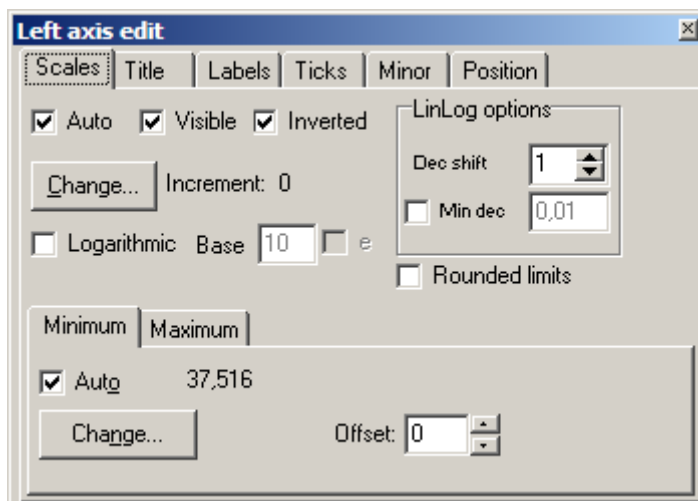 Left axis edit
Scales Title Labels Ticks Minor Position
Auto Visible Inverted
LinLog options
Dec shift 1
Change... Increment: 0
Min dec 0,01
Logarithmic Base 10 e
Rounded limits
Minimum Maximum
Auto 37,516
Change... Offset: 0